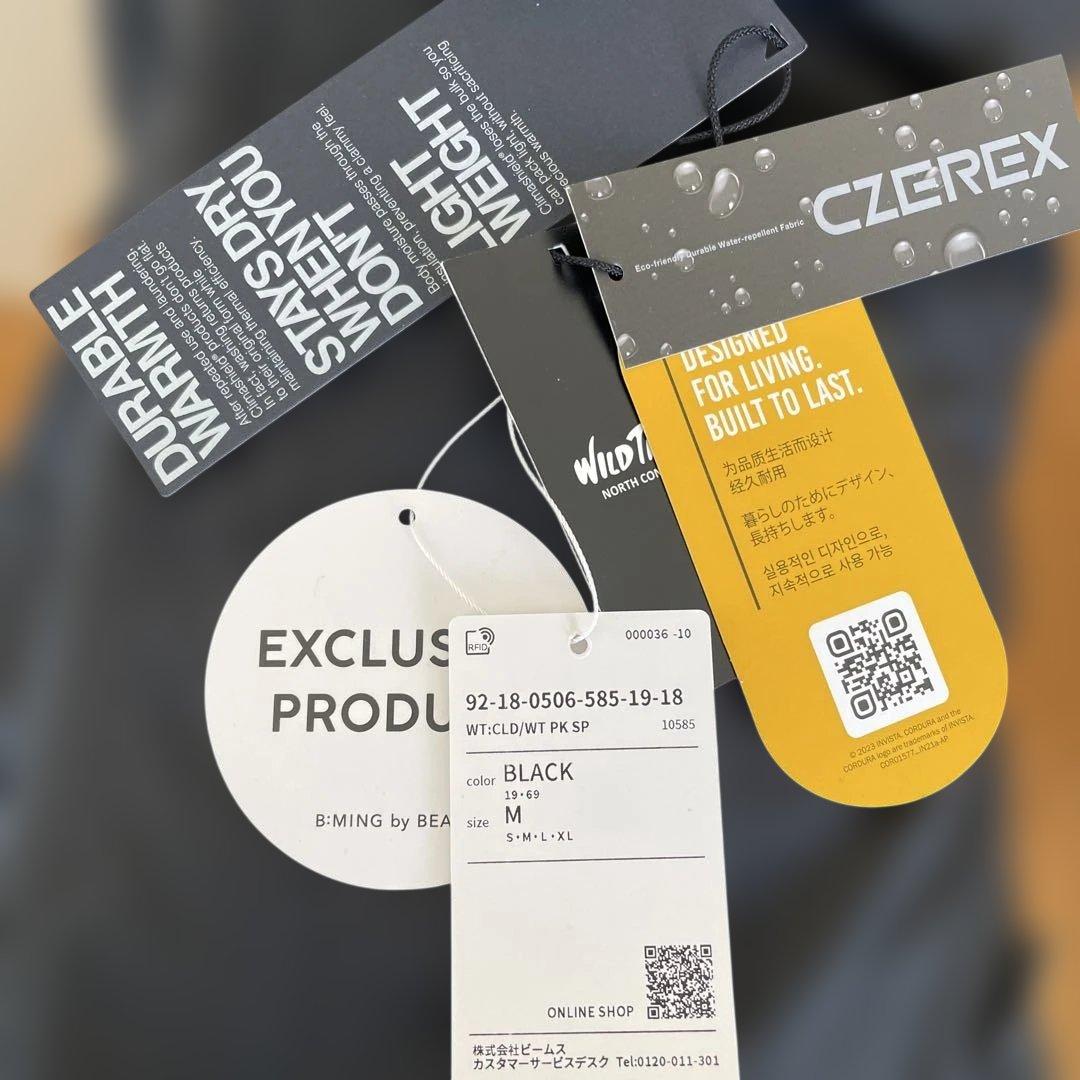 DURABLE
WARMTH
After repeated use and laundering
Climashield® products don't go flat.
In fact, washing returns products
to their original form while
maintaining thermal efficiency.
STAYS DRY
WHEN YOU
DON'T
Body moisture passes through the
insulation preventing a clammy feel.
LIGHT
WEIGHT
Climashield® loses the bulk so you
can pack light, without sacrificing
precious warmth.
CZEREX
Eco-friendly Durable Water-repellent Fabric
WILD
NORTH
DESIGNED
FOR LIVING.
BUILT TO LAST.
为品质生活而设计
经久耐用
暮らしのためにデザイン、
長持ちします。
실용적인 디자인으로,
지속적으로 사용 가능
© 2023 INVISTA. CORDURA and the
CORDURA logo are trademarks of INVISTA.
COR01577_IN21a-AP
EXCLUS
PRODU
B:MING by BEA
RFID
000036 -10
92-18-0506-585-19-18
WT:CLD/WT PK SP 10585
color BLACK
19・69
size M
S・M・L・XL
ONLINE SHOP
株式会社ビームス
カスタマーサービスデスク Tel:0120-011-301